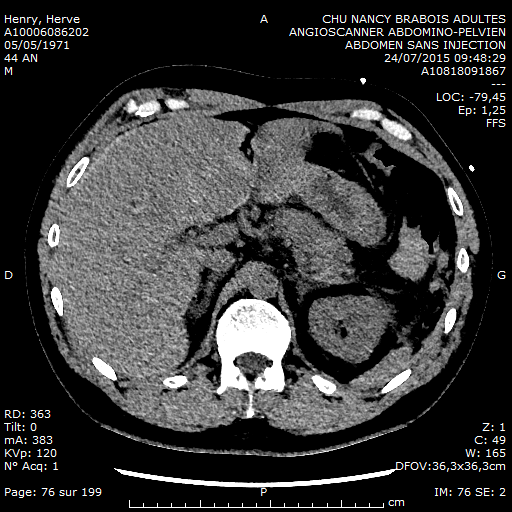 Henry, Herve
A10006086202
05/05/1971
44 AN
M
A
CHU NANCY BRABOIS ADULTES
ANGIOSCANNER ABDOMINO-PELVIEN
ABDOMEN SANS INJECTION
24/07/2015 09:48:29
A10818091867
---
LOC: -79,45
Ep: 1,25
FFS
D
G
RD: 363
Tilt: 0
mA: 383
KVp: 120
N° Acq: 1
Page: 76 sur 199
P
cm
Z: 1
C: 49
W: 165
DFOV:36,3x36,3cm
IM: 76 SE: 2